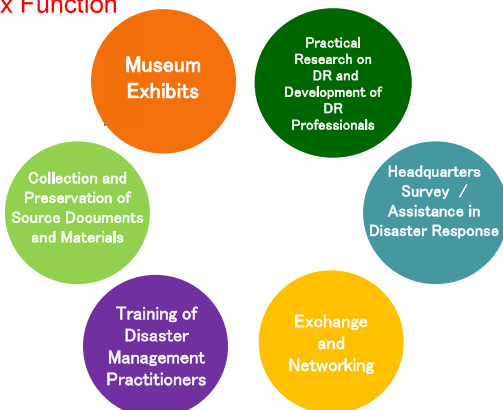 x Function
Museum
Exhibits
Practical
Research on
DR and
Development of
DR
Professionals
Collection and
Preservation of
Source Documents
and Materials
Headquarters
Survey /
Assistance in
Disaster Response
Training of
Disaster
Management
Practitioners
Exchange
and
Networking